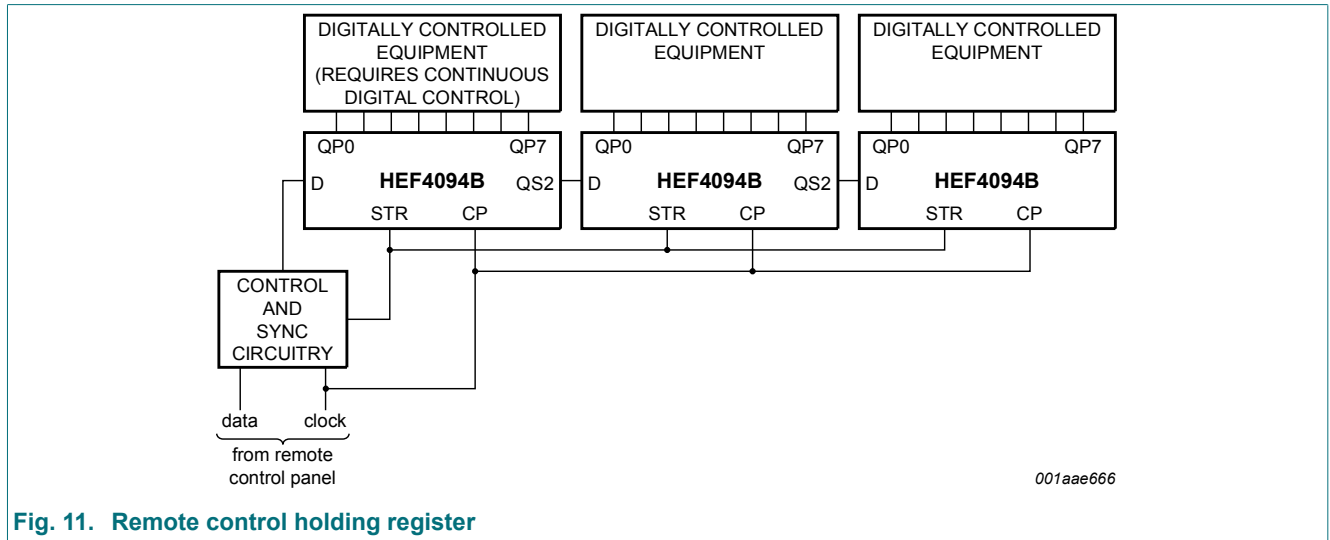 DIGITALLY CONTROLLED
EQUIPMENT
(REQUIRES CONTINUOUS
DIGITAL CONTROL)
DIGITALLY CONTROLLED
EQUIPMENT
DIGITALLY CONTROLLED
EQUIPMENT
QP0 QP7
D HEF4094B QS2
STR CP
QP0 QP7
D HEF4094B QS2
STR CP
QP0 QP7
D HEF4094B
STR CP
CONTROL
AND
SYNC
CIRCUITRY
data clock
from remote
control panel
001aae666
Fig. 11. Remote control holding register